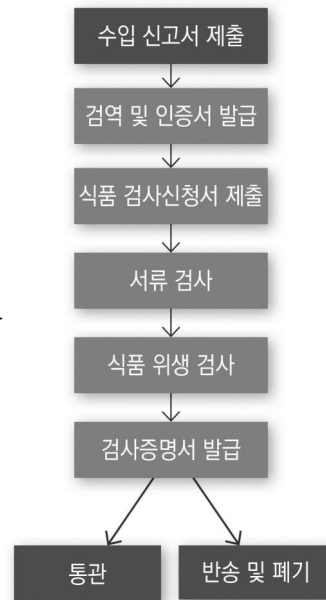 수입 신고서 제출
검역 및 인증서 발급
식품 검사신청서 제출
서류 검사
식품 위생 검사
검사증명서 발급
통관
반송 및 폐기